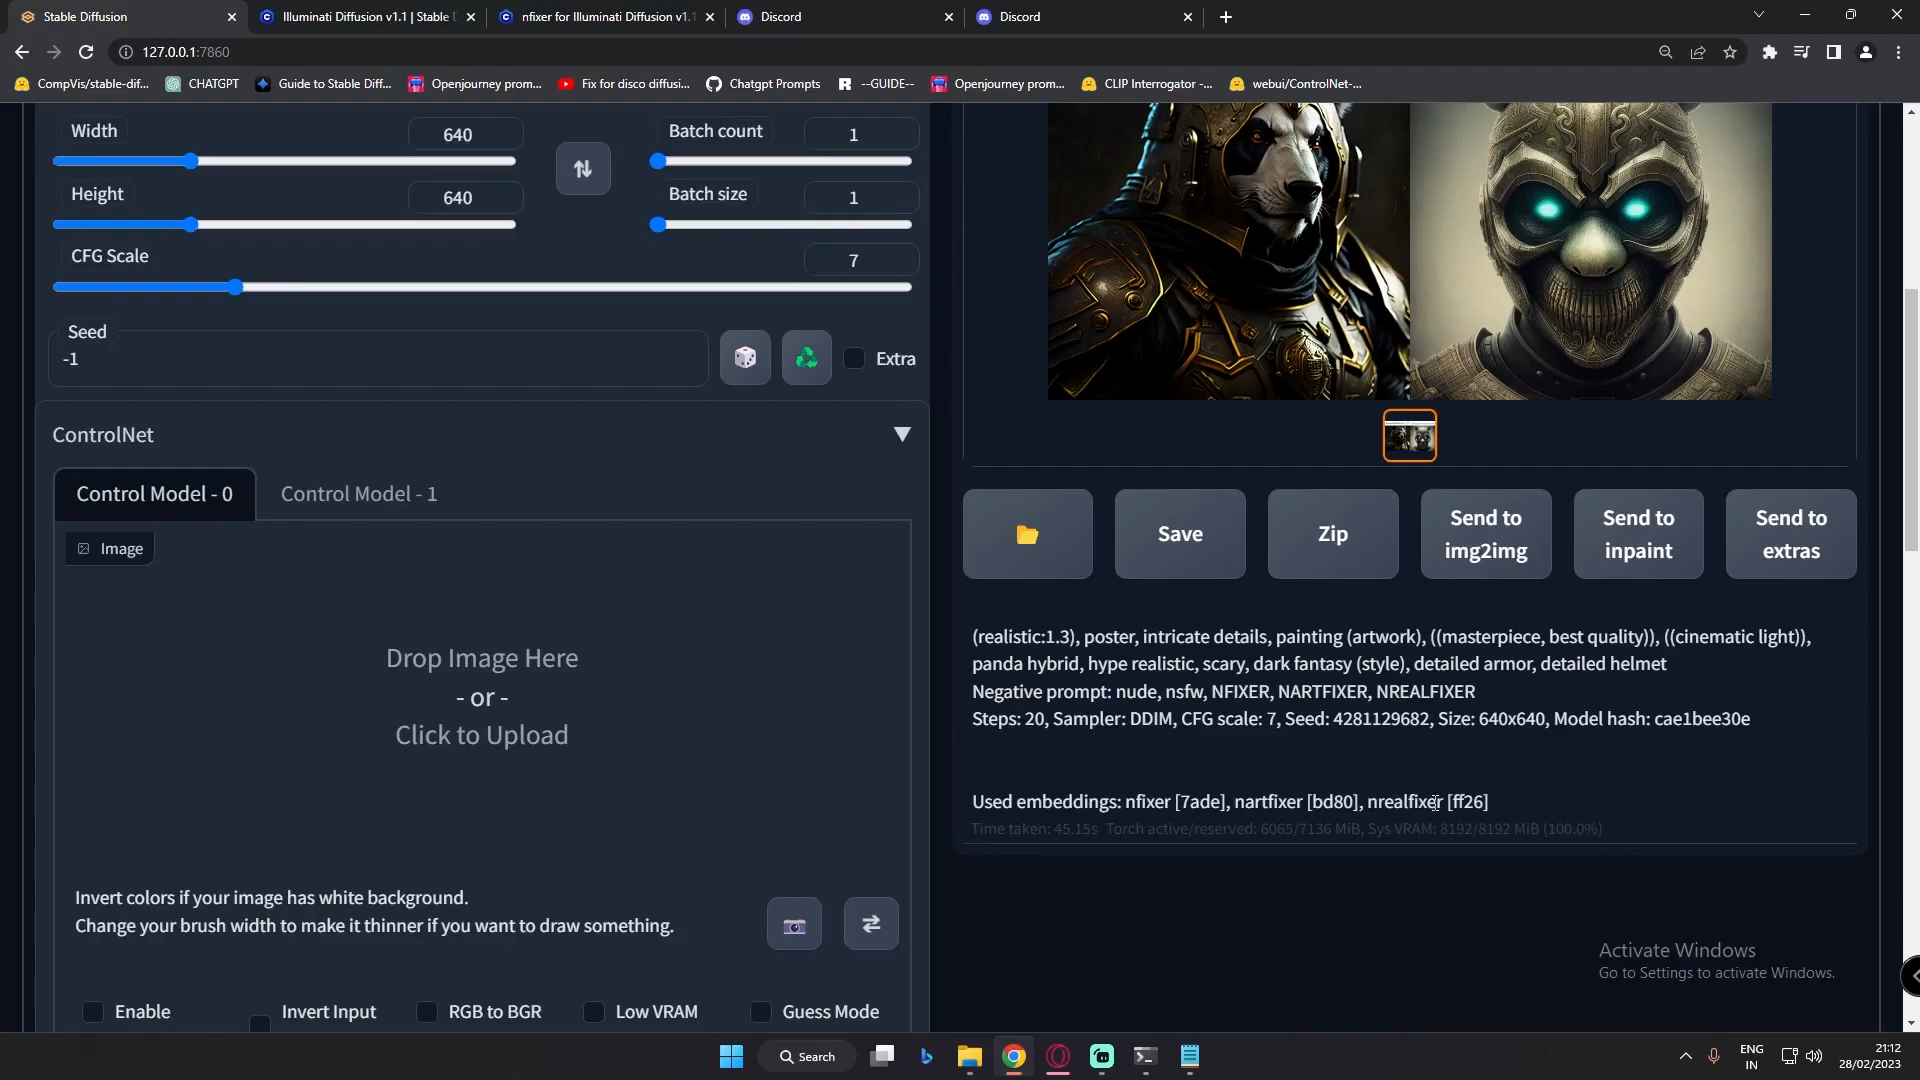 Stable Diffusion
Illuminati Diffusion v1.1 | Stable D
nfixer for Illuminati Diffusion v1.1
Discord
Discord
127.0.0.1:7860
CompVis/stable-dif...
CHATGPT
Guide to Stable Diff...
Openjourney prom...
Fix for disco diffusi...
Chatgpt Prompts
--GUIDE--
Openjourney prom...
CLIP Interrogator -...
webui/ControlNet-...
Width
640
Batch count
1
Height
640
Batch size
1
CFG Scale
7
Seed
-1
Extra
ControlNet
Control Model - 0
Control Model - 1
Image
Drop Image Here
- or -
Click to Upload
Invert colors if your image has white background.
Change your brush width to make it thinner if you want to draw something.
Enable
Invert Input
RGB to BGR
Low VRAM
Guess Mode
Save
Zip
Send to
img2img
Send to
inpaint
Send to
extras
(realistic:1.3), poster, intricate details, painting (artwork), ((masterpiece, best quality)), ((cinematic light)),
panda hybrid, hype realistic, scary, dark fantasy (style), detailed armor, detailed helmet
Negative prompt: nude, nsfw, NFIXER, NARTFIXER, NREALFIXER
Steps: 20, Sampler: DDIM, CFG scale: 7, Seed: 4281129682, Size: 640x640, Model hash: cae1bee30e
Used embeddings: nfixer [7ade], nartfixer [bd80], nrealfixer [ff26]
Time taken: 45.15s Torch active/reserved: 6065/7136 MiB, Sys VRAM: 8192/8192 MiB (100.0%)
Activate Windows
Go to Settings to activate Windows.
Search
ENG
IN
21:12
28/02/2023